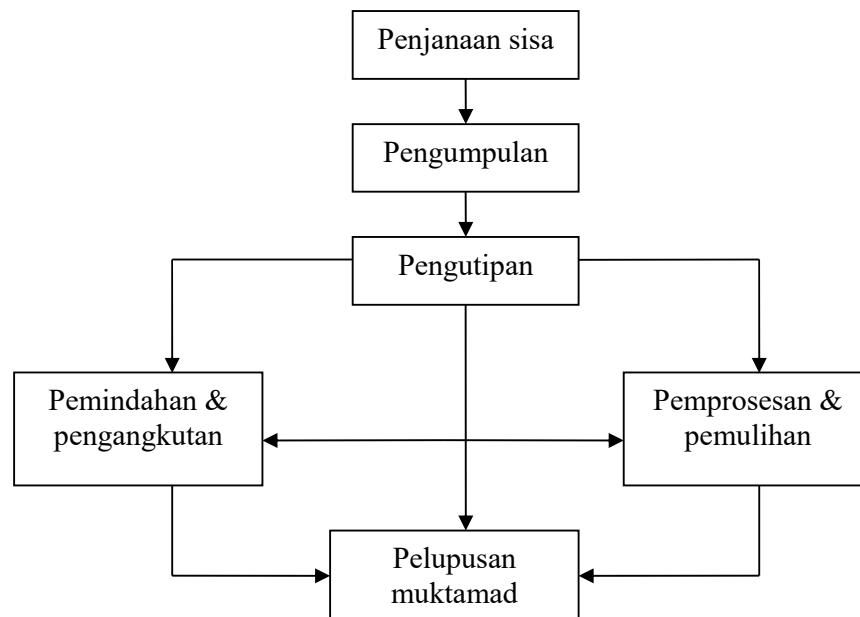 Penjanaan sisa
Pengumpulan
Pengutipan
Pemindahan &
pengangkutan
Pemprosesan &
pemulihan
Pelupusan
muktamad